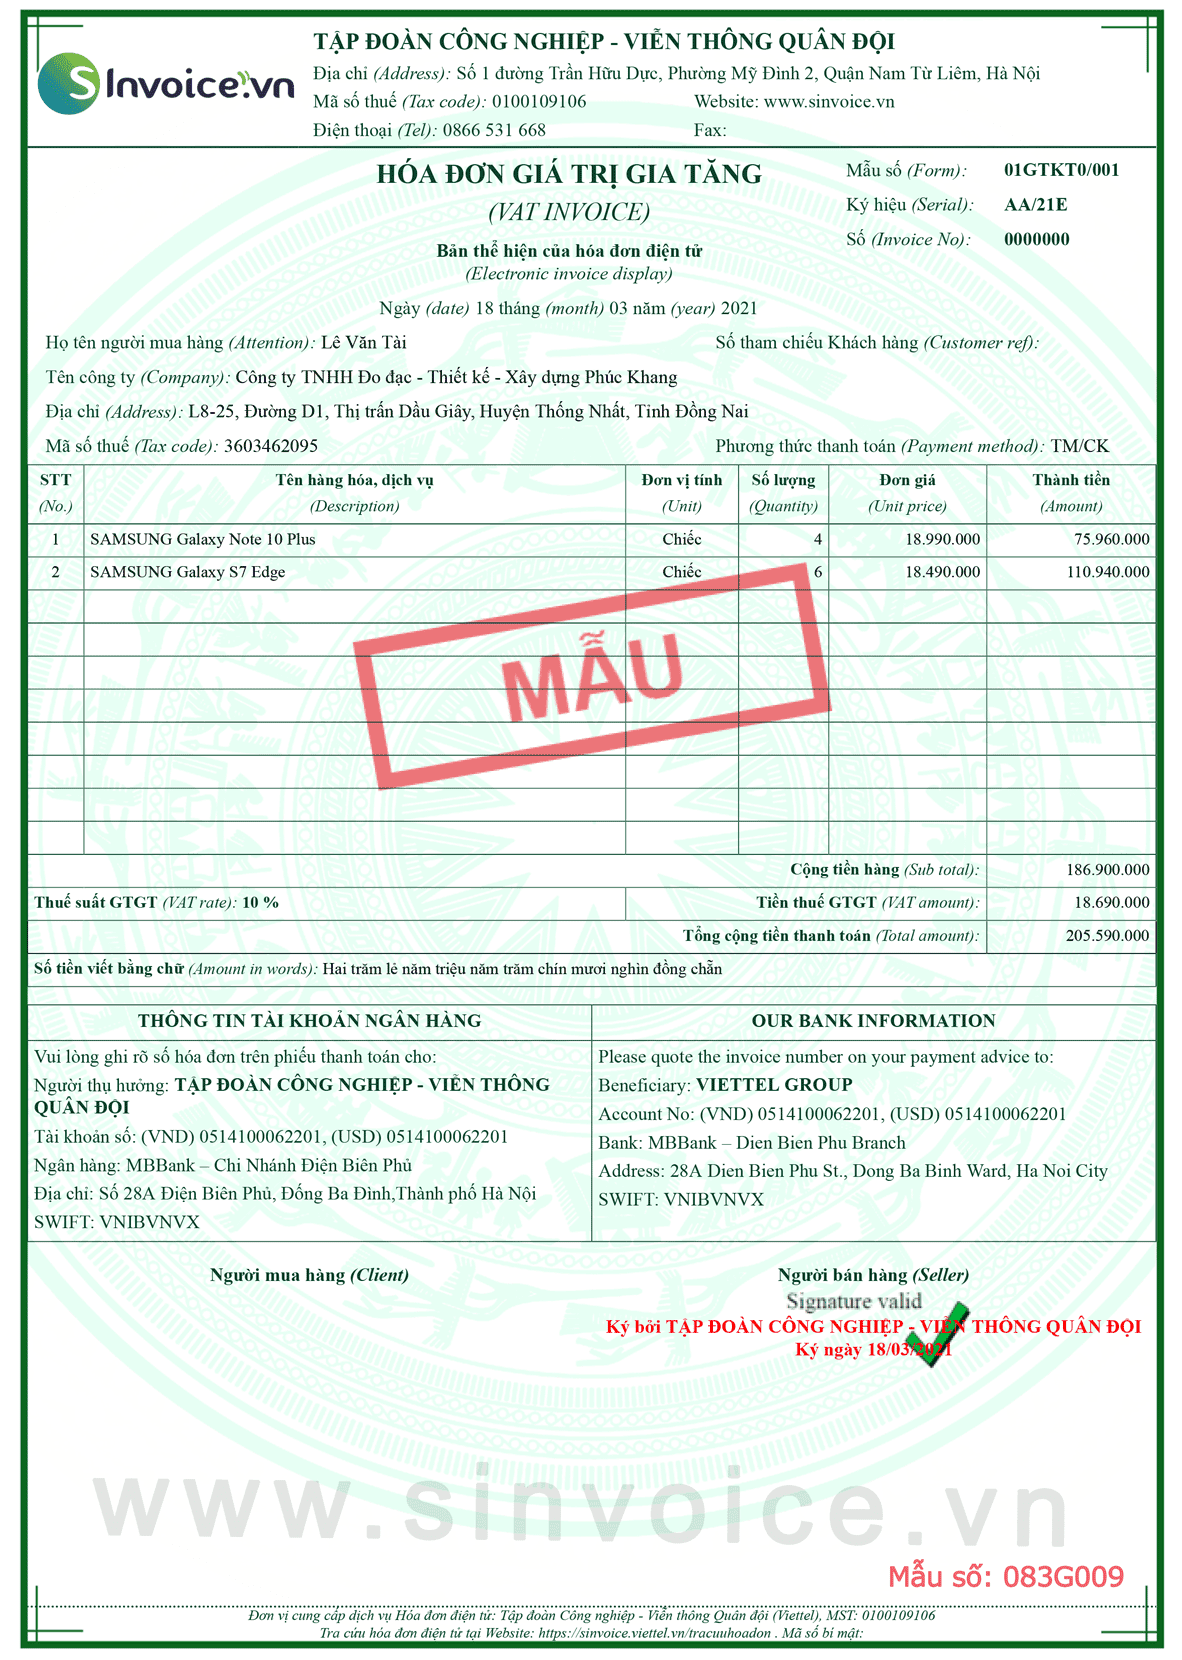 SInvoice.vn
TẬP ĐOÀN CÔNG NGHIỆP - VIỄN THÔNG QUÂN ĐỘI
Địa chỉ (Address): Số 1 đường Trần Hữu Dực, Phường Mỹ Đình 2, Quận Nam Từ Liêm, Hà Nội
Mã số thuế (Tax code): 0100109106 Website: www.sinvoice.vn
Điện thoại (Tel): 0866 531 668 Fax:
HÓA ĐƠN GIÁ TRỊ GIA TĂNG
(VAT INVOICE)
Bản thể hiện của hóa đơn điện tử
(Electronic invoice display)
Ngày (date) 18 tháng (month) 03 năm (year) 2021
Mẫu số (Form): 01GTKT0/001
Ký hiệu (Serial): AA/21E
Số (Invoice No): 0000000
Họ tên người mua hàng (Attention): Lê Văn Tài Số tham chiếu Khách hàng (Customer ref):
Tên công ty (Company): Công ty TNHH Đo đạc - Thiết kế - Xây dựng Phúc Khang
Địa chỉ (Address): L8-25, Đường D1, Thị trấn Dầu Giây, Huyện Thống Nhất, Tỉnh Đồng Nai
Mã số thuế (Tax code): 3603462095 Phương thức thanh toán (Payment method): TM/CK
STT Tên hàng hóa, dịch vụ Đơn vị tính Số lượng Đơn giá Thành tiền
(No.) (Description) (Unit) (Quantity) (Unit price) (Amount)
1 SAMSUNG Galaxy Note 10 Plus Chiếc 4 18.990.000 75.960.000
2 SAMSUNG Galaxy S7 Edge Chiếc 6 18.490.000 110.940.000
MẪU
Cộng tiền hàng (Sub total): 186.900.000
Thuế suất GTGT (VAT rate): 10 % Tiền thuế GTGT (VAT amount): 18.690.000
Tổng cộng tiền thanh toán (Total amount): 205.590.000
Số tiền viết bằng chữ (Amount in words): Hai trăm lẻ năm triệu năm trăm chín mươi nghìn đồng chẵn
THÔNG TIN TÀI KHOẢN NGÂN HÀNG
Vui lòng ghi rõ số hóa đơn trên phiếu thanh toán cho:
Người thụ hưởng: TẬP ĐOÀN CÔNG NGHIỆP - VIỄN THÔNG
QUÂN ĐỘI
Tài khoản số: (VND) 0514100062201, (USD) 0514100062201
Ngân hàng: MBBank – Chi Nhánh Điện Biên Phủ
Địa chỉ: Số 28A Điện Biên Phủ, Đống Ba Đình,Thành phố Hà Nội
SWIFT: VNIBVNVX
OUR BANK INFORMATION
Please quote the invoice number on your payment advice to:
Beneficiary: VIETTEL GROUP
Account No: (VND) 0514100062201, (USD) 0514100062201
Bank: MBBank – Dien Bien Phu Branch
Address: 28A Dien Bien Phu St., Dong Ba Binh Ward, Ha Noi City
SWIFT: VNIBVNVX
Người mua hàng (Client) Người bán hàng (Seller)
Signature valid
Ký bởi TẬP ĐOÀN CÔNG NGHIỆP - VIỄN THÔNG QUÂN ĐỘI
Ký ngày 18/03/2021
www.sinvoice.vn
Mẫu số: 083G009
Đơn vị cung cấp dịch vụ Hóa đơn điện tử: Tập đoàn Công nghiệp - Viễn thông Quân đội (Viettel), MST: 0100109106
Tra cứu hóa đơn điện tử tại Website: https://sinvoice.viettel.vn/tracuuhoadon . Mã số bí mật: